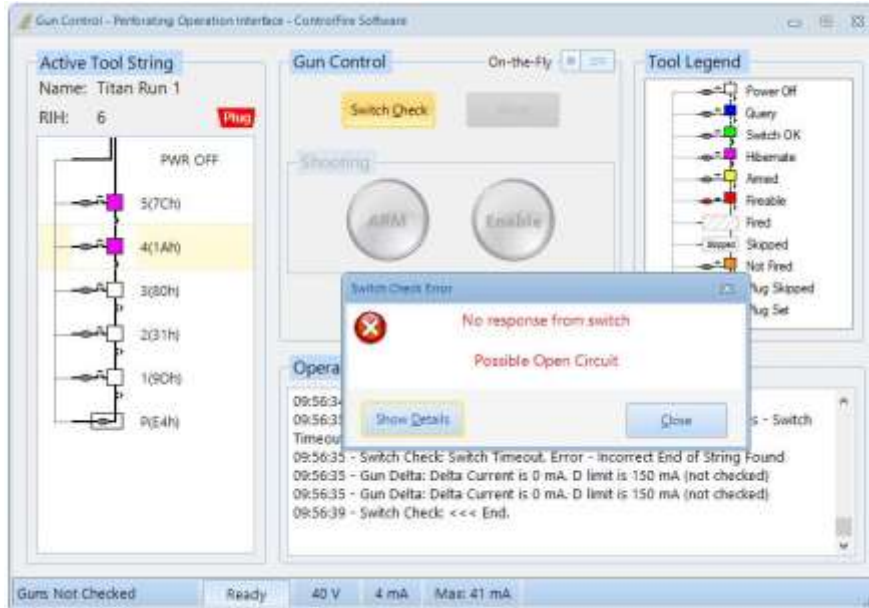 Gun Control - Perforating Operation Interface - ControlFire Software
Active Tool String
Name: Titan Run 1
RIH: 6
Plug
PWR OFF
5(7Ch)
4(1Ah)
3(80h)
2(31h)
1(9Dh)
P(E4h)
Gun Control
On-the-Fly
Switch Check
Shooting
ARM
Enable
Tool Legend
Power Off
Query
Switch OK
Hibernate
Armed
Fireable
Fired
Skipped
Skipped
Not Fired
Plug Skipped
Plug Set
Switch Check Error
No response from switch
Possible Open Circuit
Show Details
Close
Opera
09:56:34
09:56:35
s - Switch
Timeou
09:56:35 - Switch Check: Switch Timeout. Error - Incorrect End of String Found
09:56:35 - Gun Delta: Delta Current is 0 mA. D limit is 150 mA (not checked)
09:56:35 - Gun Delta: Delta Current is 0 mA. D limit is 150 mA (not checked)
09:56:39 - Switch Check: <<< End.
Guns Not Checked
Ready
40 V
4 mA
Max: 41 mA